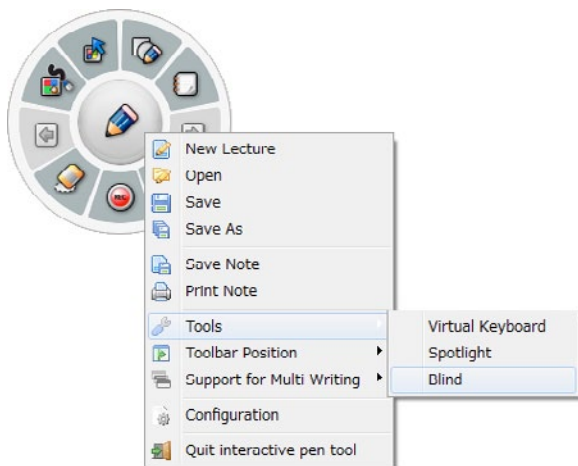 New Lecture
Open
Save
Save As
Save Note
Print Note
Tools
Toolbar Position
Support for Multi Writing
Configuration
Quit interactive pen tool
Virtual Keyboard
Spotlight
Blind
REC